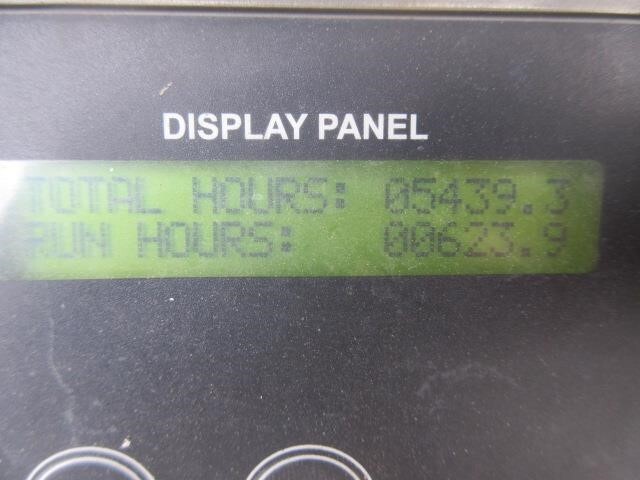 DISPLAY PANEL
TOTAL HOURS: 05439.3
RUN HOURS: 00623.9